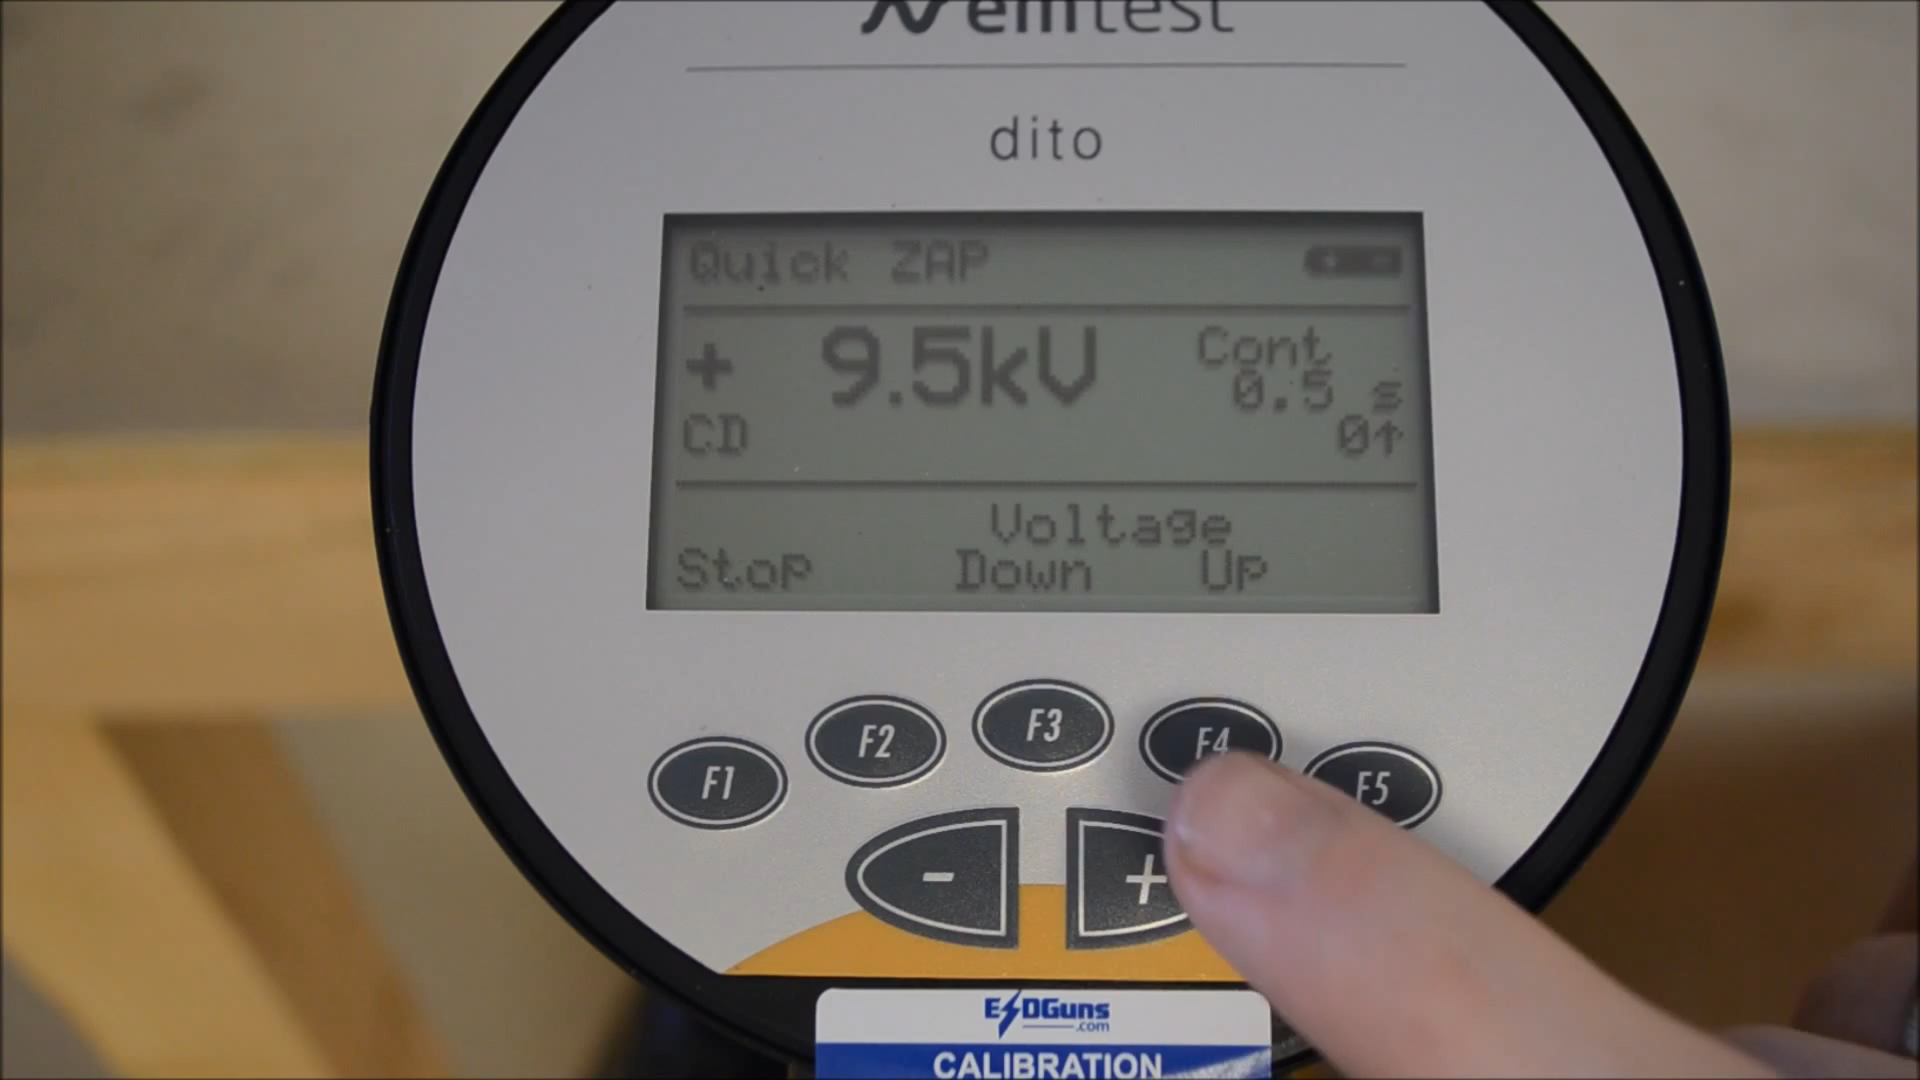 emtest
dito
Quick ZAP
+ 9.5kV Cont
0.5 s
CD 0↑
Voltage
Stop Down Up
F1 F2 F3 F4 F5
- +
ESDGuns
.com
CALIBRATION